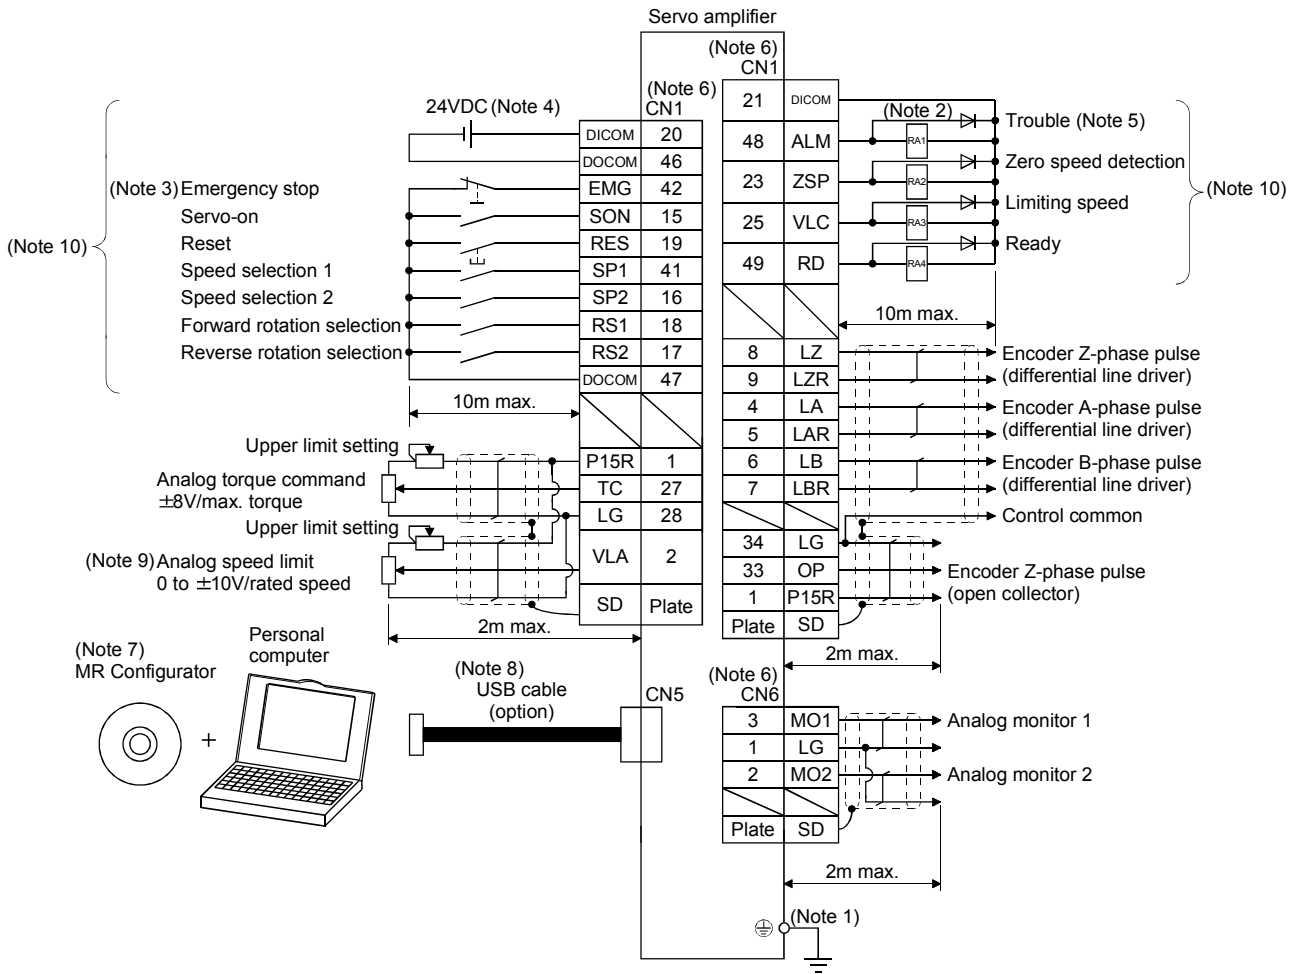 Servo amplifier
(Note 6)
CN1
24VDC (Note 4)
(Note 6)
CN1
DICOM 20
DOCOM 46
(Note 3) Emergency stop EMG 42
Servo-on SON 15
(Note 10)
Reset RES 19
Speed selection 1 SP1 41
Speed selection 2 SP2 16
Forward rotation selection RS1 18
Reverse rotation selection RS2 17
DOCOM 47
10m max.
Upper limit setting
P15R 1
Analog torque command
±8V/max. torque
TC 27
LG 28
Upper limit setting
(Note 9) Analog speed limit
0 to ±10V/rated speed
VLA 2
SD Plate
2m max.
21 DICOM
(Note 2)
48 ALM RA1 Trouble (Note 5)
23 ZSP RA2 Zero speed detection
(Note 10)
25 VLC RA3 Limiting speed
49 RD RA4 Ready
10m max.
8 LZ Encoder Z-phase pulse
9 LZR (differential line driver)
4 LA Encoder A-phase pulse
5 LAR (differential line driver)
6 LB Encoder B-phase pulse
7 LBR (differential line driver)
Control common
34 LG
33 OP Encoder Z-phase pulse
1 P15R (open collector)
Plate SD
2m max.
(Note 7)
MR Configurator
+
Personal
computer
(Note 8)
USB cable
(option)
CN5
(Note 6)
CN6
3 MO1 Analog monitor 1
1 LG
2 MO2 Analog monitor 2
Plate SD
2m max.
(Note 1)